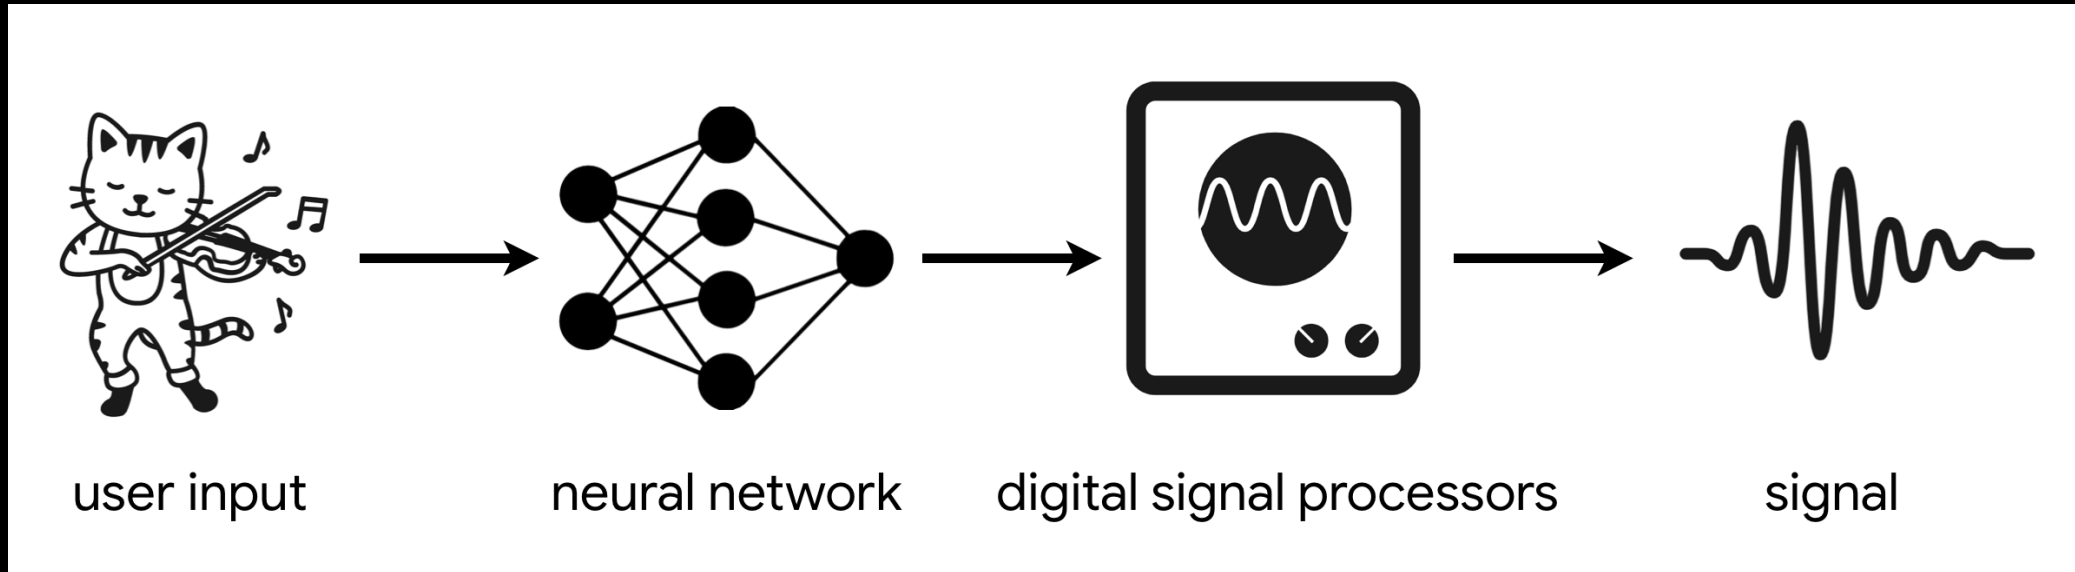 user input
neural network
digital signal processors
signal